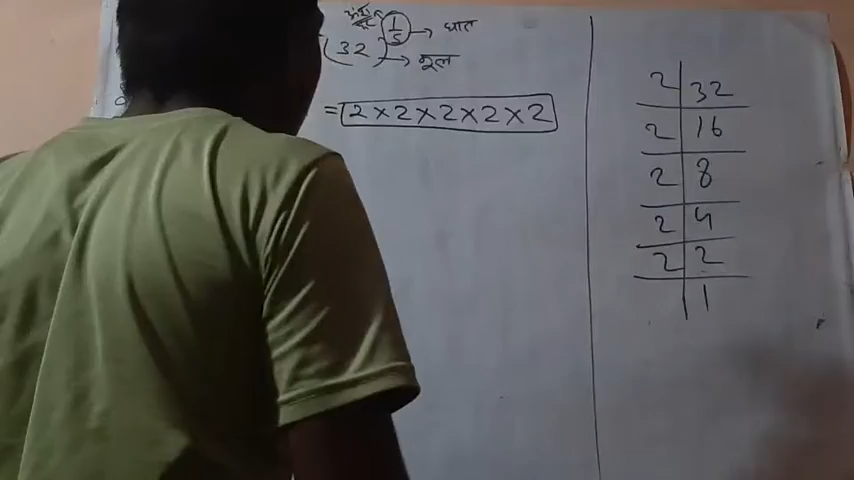 1/5 → घात
(32) → मूल
= 2×2×2×2×2
2 | 32
2 | 16
2 | 8
2 | 4
2 | 2
| 1